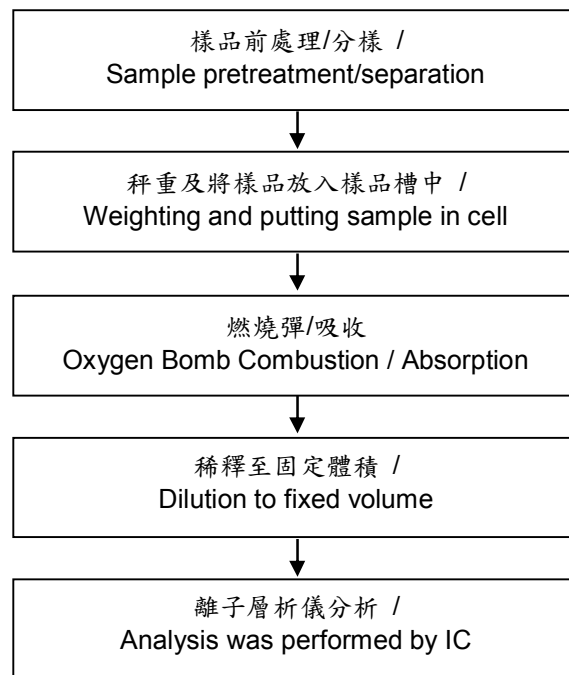 樣品前處理/分樣 /
Sample pretreatment/separation
秤重及將樣品放入樣品槽中 /
Weighting and putting sample in cell
燃燒彈/吸收
Oxygen Bomb Combustion / Absorption
稀釋至固定體積 /
Dilution to fixed volume
離子層析儀分析 /
Analysis was performed by IC